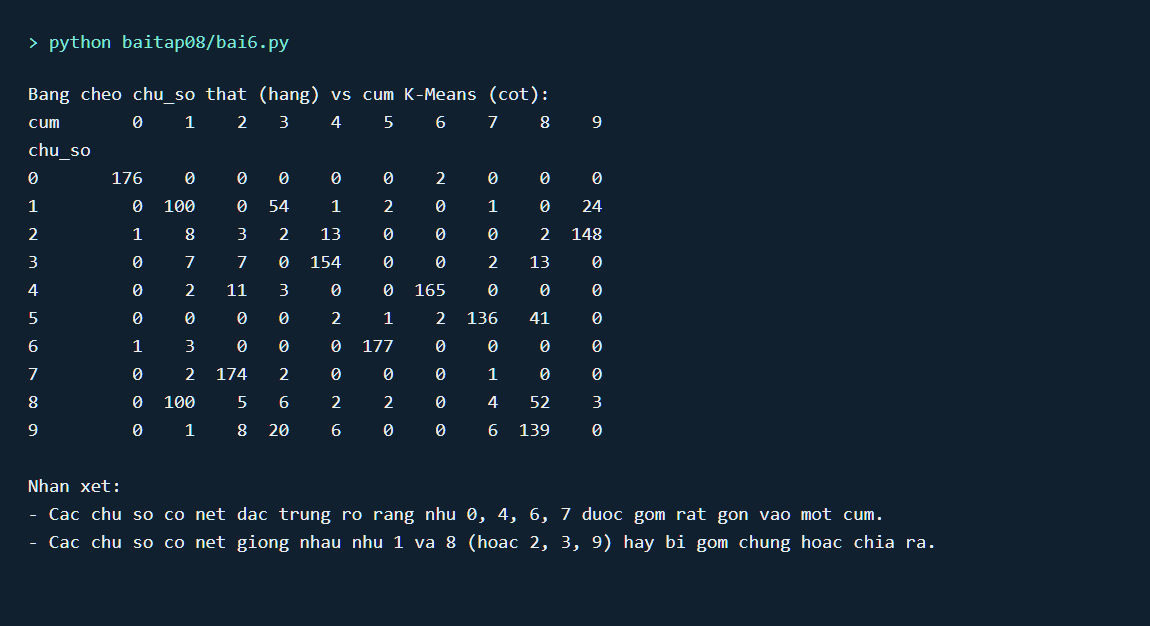 > python baitap08/bai6.py
Bang cheo chu_so that (hang) vs cum K-Means (cot):
cum 0 1 2 3 4 5 6 7 8 9
chu_so
0 176 0 0 0 0 0 2 0 0 0
1 0 100 0 54 1 2 0 1 0 24
2 1 8 3 2 13 0 0 0 2 148
3 0 7 7 0 154 0 0 2 13 0
4 0 2 11 3 0 0 165 0 0 0
5 0 0 0 0 2 1 2 136 41 0
6 1 3 0 0 0 177 0 0 0 0
7 0 2 174 2 0 0 0 1 0 0
8 0 100 5 6 2 2 0 4 52 3
9 0 1 8 20 6 0 0 6 139 0
Nhan xet:
- Cac chu so co net dac trung ro rang nhu 0, 4, 6, 7 duoc gom rat gon vao mot cum.
- Cac chu so co net giong nhau nhu 1 va 8 (hoac 2, 3, 9) hay bi gom chung hoac chia ra.